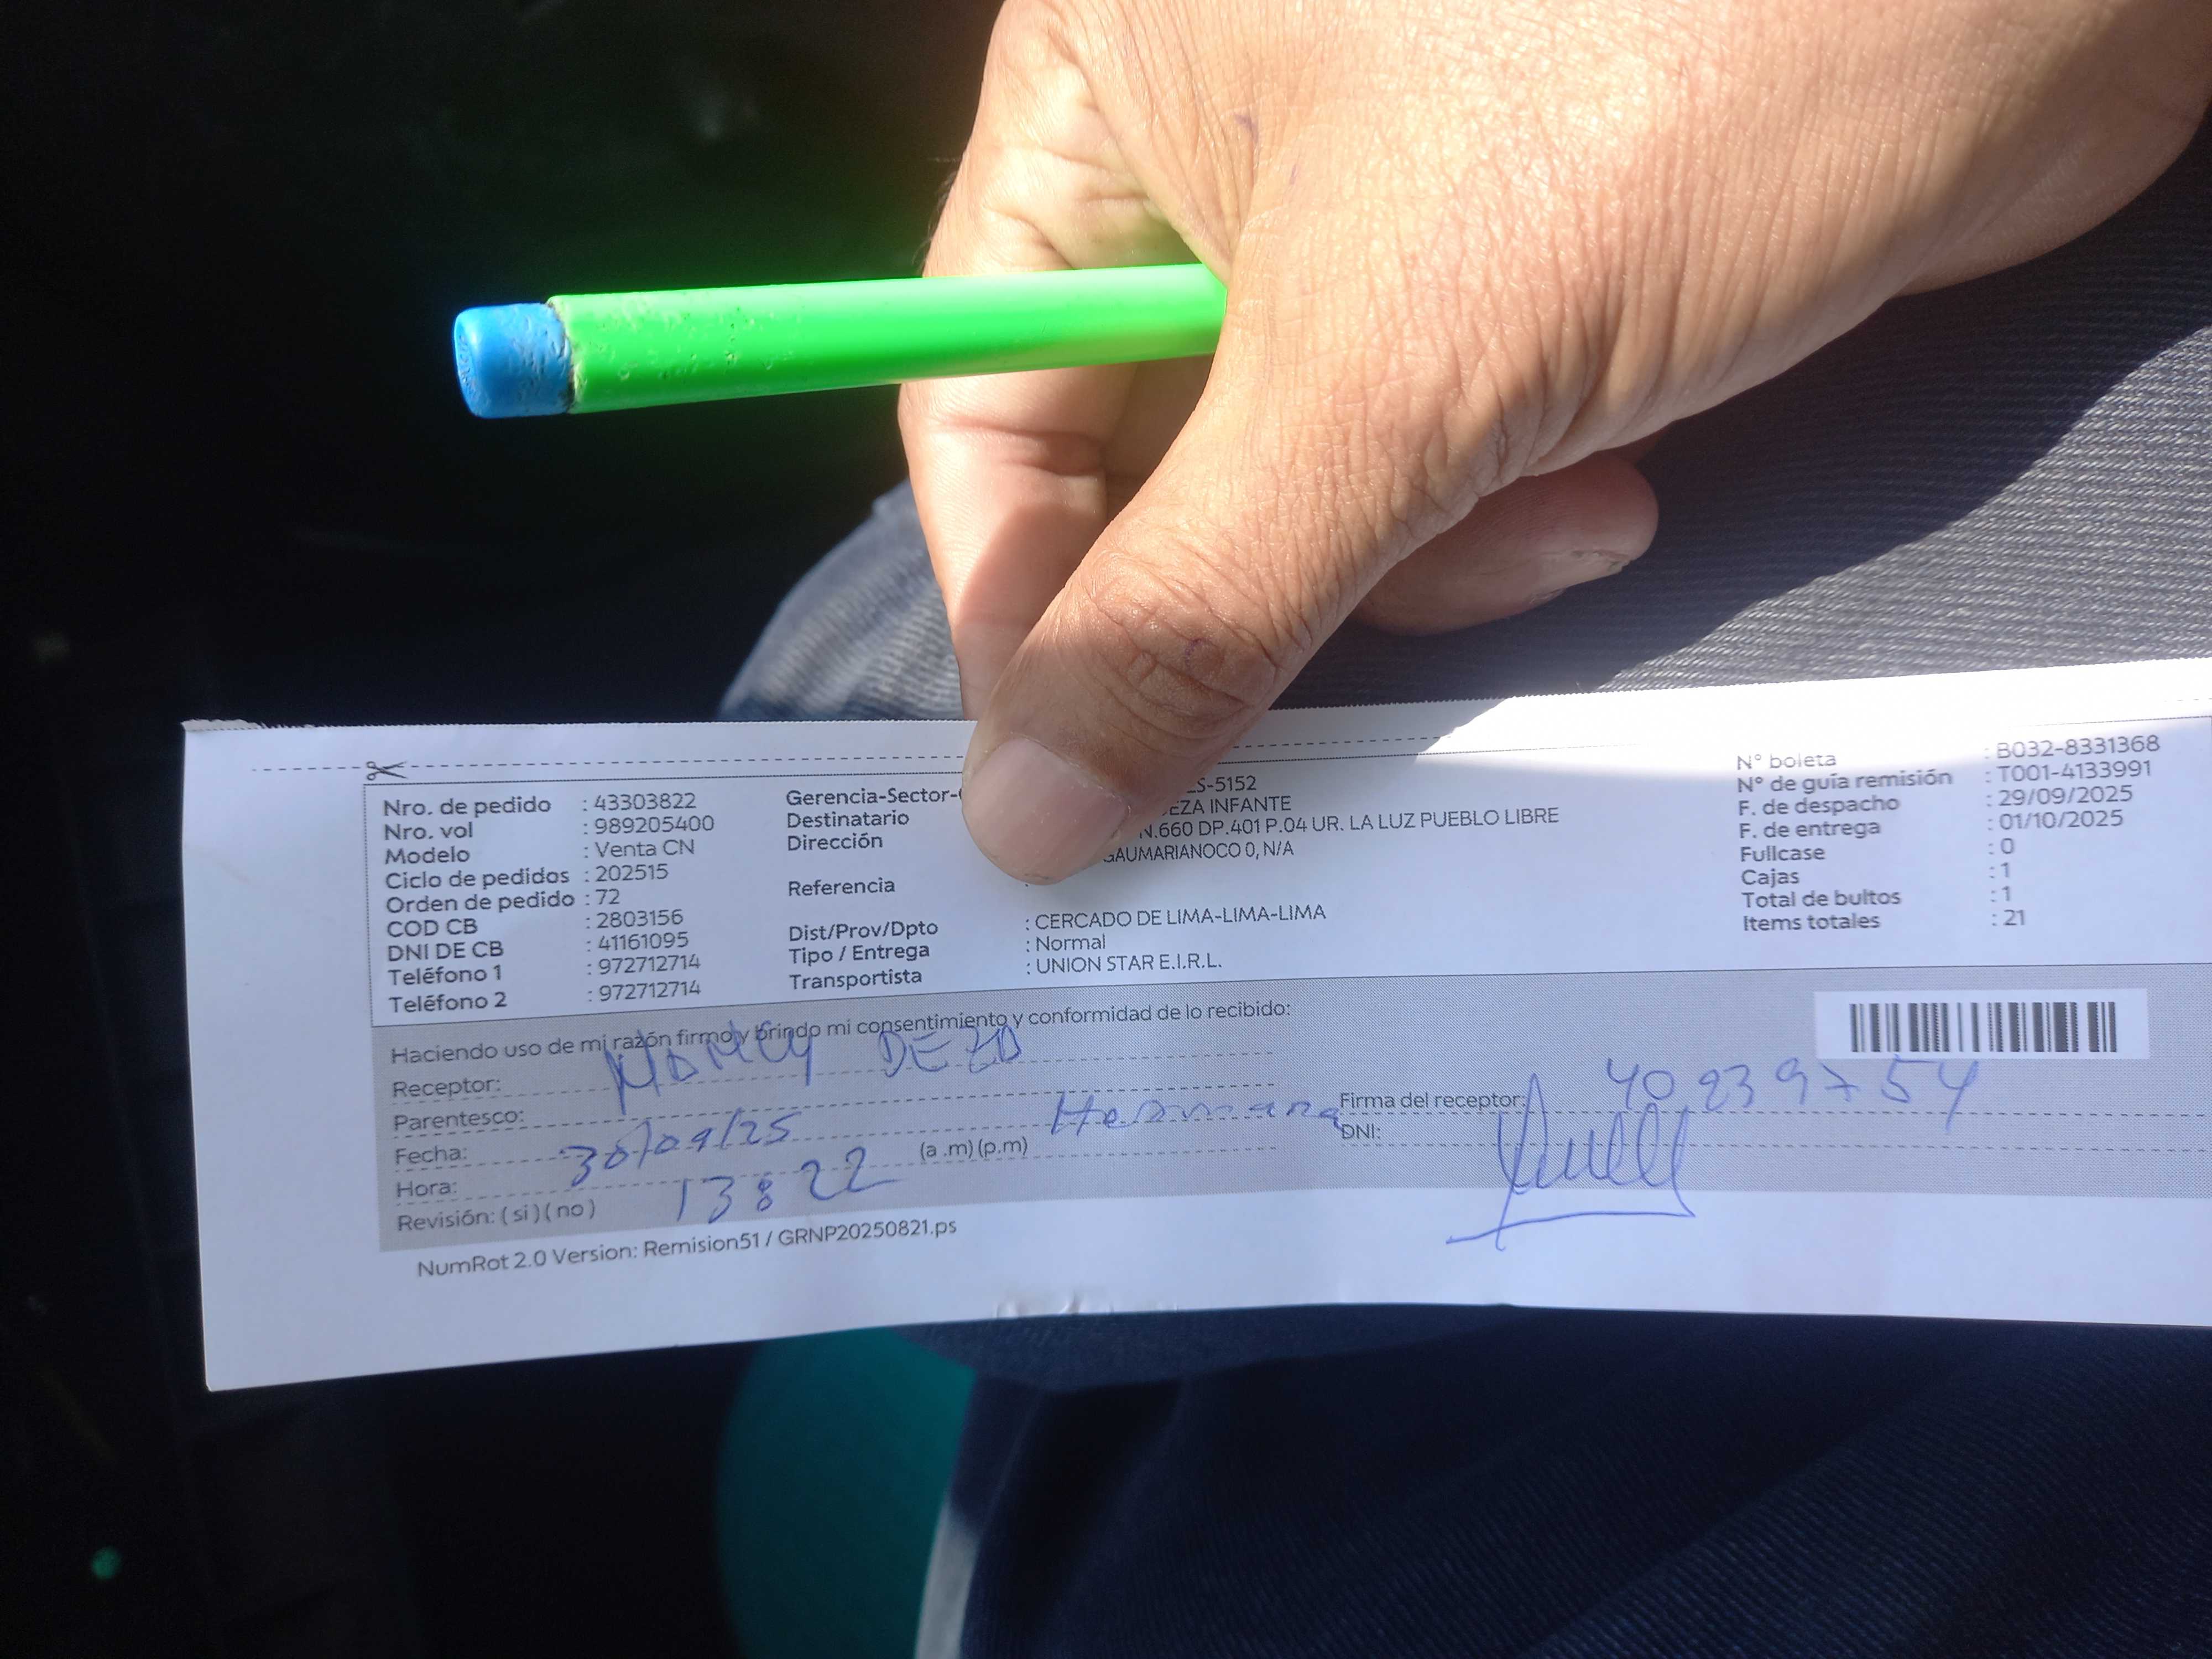 Nro. de pedido : 43303822
Nro. vol : 989205400
Modelo : Venta CN
Ciclo de pedidos : 202515
Orden de pedido : 72
COD CB : 2803156
DNI DE CB : 41161095
Teléfono 1 : 972712714
Teléfono 2 : 972712714
Gerencia-Sector- S-5152
Destinatario EZA INFANTE
Dirección N.660 DP.401 P.04 UR. LA LUZ PUEBLO LIBRE
GAUMARIANOCO 0, N/A
Referencia :
Dist/Prov/Dpto : CERCADO DE LIMA-LIMA-LIMA
Tipo / Entrega : Normal
Transportista : UNION STAR E.I.R.L.
N° boleta : B032-8331368
N° de guía remisión : T001-4133991
F. de despacho : 29/09/2025
F. de entrega : 01/10/2025
Fullcase : 0
Cajas : 1
Total de bultos : 1
Items totales : 21
Haciendo uso de mi razón firmo y brindo mi consentimiento y conformidad de lo recibido:
Receptor:
Parentesco: Hermana
Fecha: 30/09/25
Hora: 13:22 (a .m) (p.m)
Revisión: ( si ) ( no )
Firma del receptor:
DNI: 40239754
NumRot 2.0 Version: Remision51 / GRNP20250821.ps